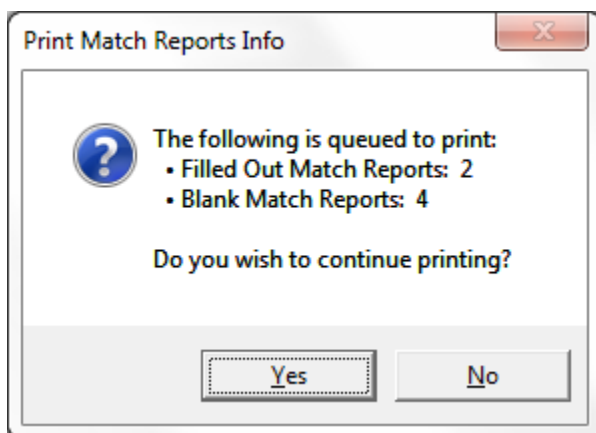 Print Match Reports Info
The following is queued to print:
• Filled Out Match Reports:  2
• Blank Match Reports:  4
Do you wish to continue printing?
Yes
No